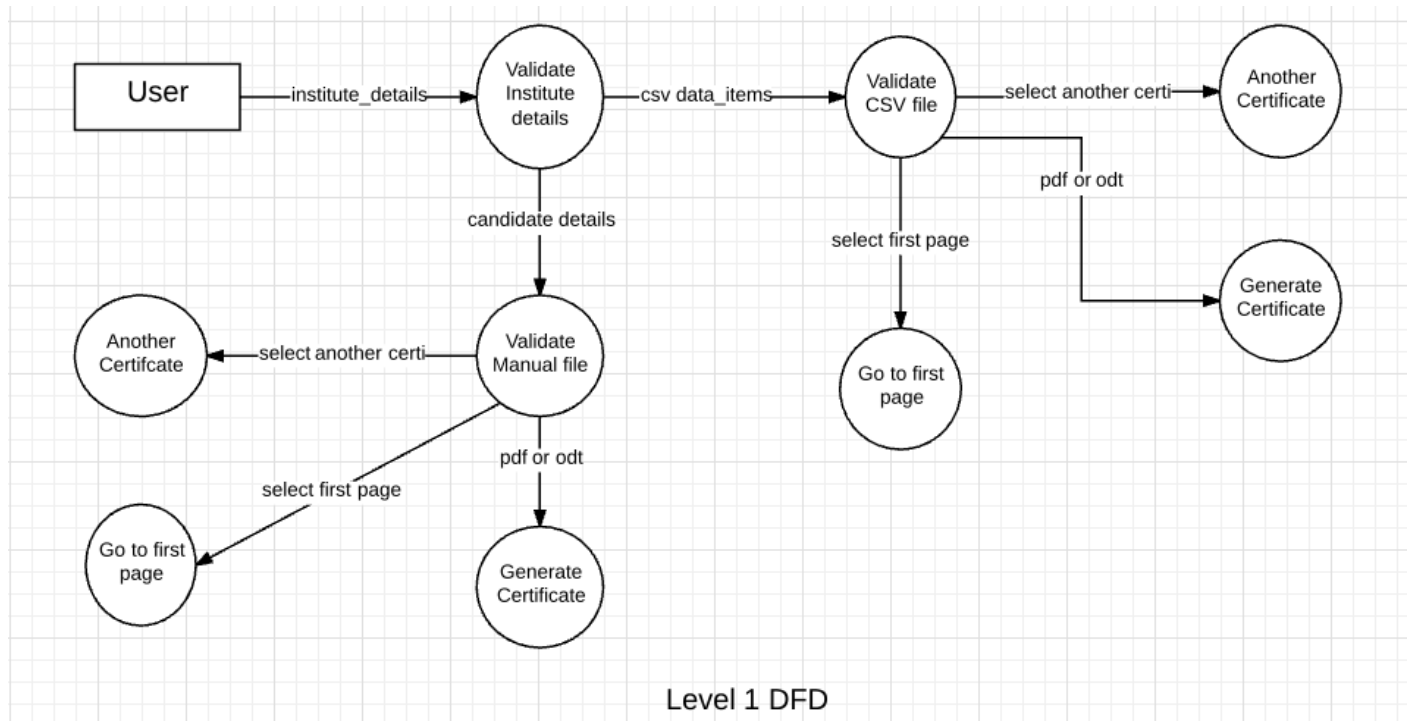 User
institute_details
Validate
Institute
details
csv data_items
Validate
CSV file
select another certi
Another
Certificate
pdf or odt
candidate details
select first page
Generate
Certificate
Another
Certifcate
select another certi
Validate
Manual file
Go to first
page
pdf or odt
select first page
Go to first
page
Generate
Certificate
Level 1 DFD